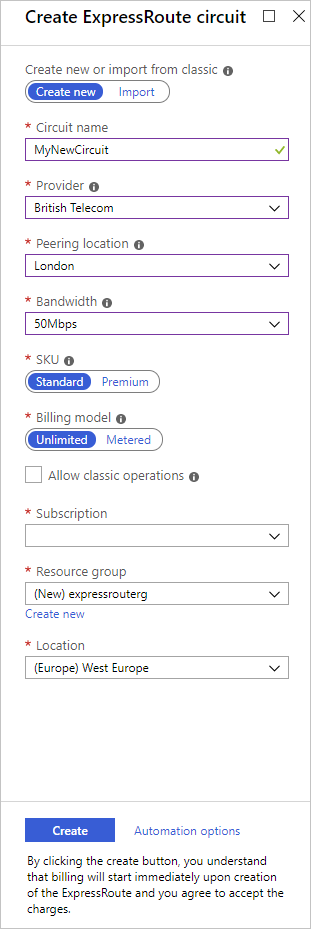 Create ExpressRoute circuit
Create new or import from classic
Create new Import
* Circuit name
MyNewCircuit
* Provider
British Telecom
* Peering location
London
* Bandwidth
50Mbps
* SKU
Standard Premium
* Billing model
Unlimited Metered
Allow classic operations
* Subscription
* Resource group
(New) expressrouterg
Create new
* Location
(Europe) West Europe
Create Automation options
By clicking the create button, you understand
that billing will start immediately upon creation
of the ExpressRoute and you agree to accept the
charges.